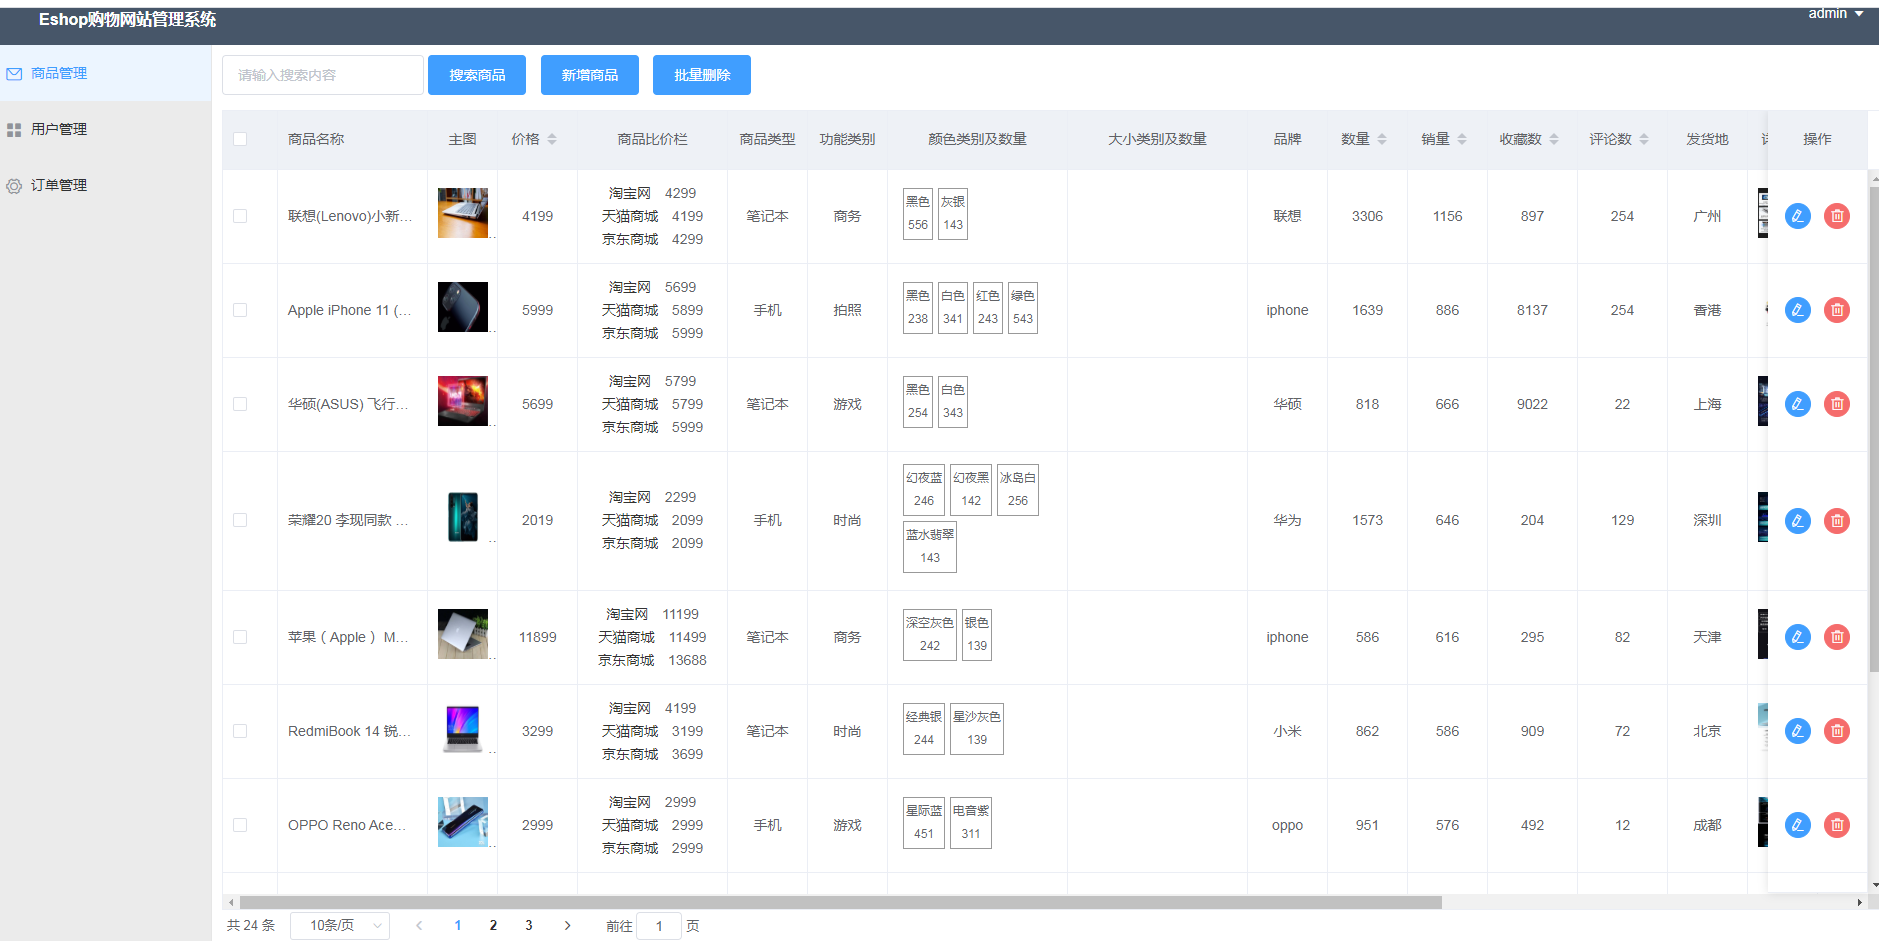 Eshop购物网站管理系统
admin
商品管理
用户管理
订单管理
请输入搜索内容 搜索商品 新增商品 批量删除
商品名称 主图 价格 商品比价栏 商品类型 功能类别 颜色类别及数量 大小类别及数量 品牌 数量 销量 收藏数 评论数 发货地 操作
联想(Lenovo)小新... 4199 淘宝网 4299 天猫商城 4199 京东商城 4299 笔记本 商务 黑色 556 灰银 143 联想 3306 1156 897 254 广州
Apple iPhone 11 (... 5999 淘宝网 5699 天猫商城 5899 京东商城 5999 手机 拍照 黑色 238 白色 341 红色 243 绿色 543 iphone 1639 886 8137 254 香港
华硕(ASUS) 飞行... 5699 淘宝网 5799 天猫商城 5799 京东商城 5999 笔记本 游戏 黑色 254 白色 343 华硕 818 666 9022 22 上海
荣耀20 李现同款 ... 2019 淘宝网 2299 天猫商城 2099 京东商城 2099 手机 时尚 幻夜蓝 246 幻夜黑 142 冰岛白 256 蓝水翡翠 143 华为 1573 646 204 129 深圳
苹果（Apple） M... 11899 淘宝网 11199 天猫商城 11499 京东商城 13688 笔记本 商务 深空灰色 242 银色 139 iphone 586 616 295 82 天津
RedmiBook 14 锐... 3299 淘宝网 4199 天猫商城 3199 京东商城 3699 笔记本 时尚 经典银 244 星沙灰色 139 小米 862 586 909 72 北京
OPPO Reno Ace... 2999 淘宝网 2999 天猫商城 2999 京东商城 2999 手机 游戏 星际蓝 451 电音紫 311 oppo 951 576 492 12 成都
共 24 条 10条/页 1 2 3 前往 1 页